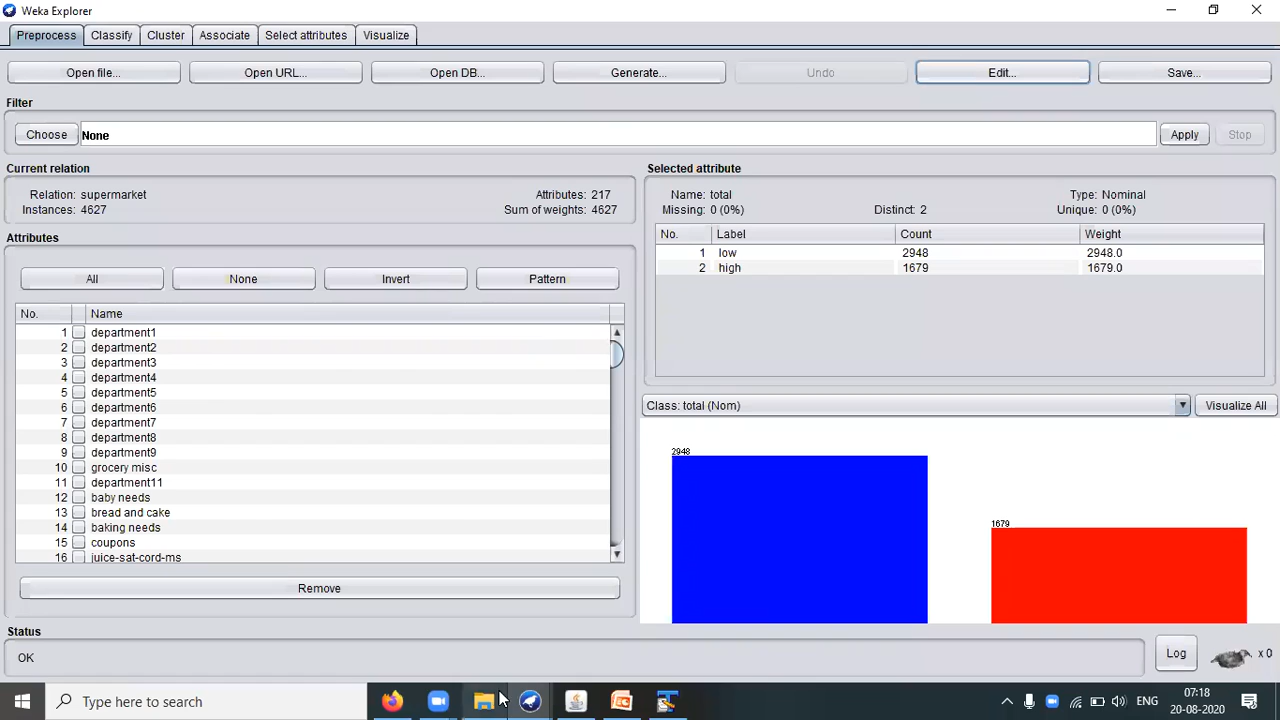 Weka Explorer
Preprocess Classify Cluster Associate Select attributes Visualize
Open file... Open URL... Open DB... Generate... Undo Edit... Save...
Filter
Choose None Apply Stop
Current relation
Relation: supermarket Attributes: 217
Instances: 4627 Sum of weights: 4627
Attributes
All None Invert Pattern
No. Name
1 department1
2 department2
3 department3
4 department4
5 department5
6 department6
7 department7
8 department8
9 department9
10 grocery misc
11 department11
12 baby needs
13 bread and cake
14 baking needs
15 coupons
16 juice-sat-cord-ms
Remove
Selected attribute
Name: total Type: Nominal
Missing: 0 (0%) Distinct: 2 Unique: 0 (0%)
No. Label Count Weight
1 low 2948 2948.0
2 high 1679 1679.0
Class: total (Nom) Visualize All
2948
1679
Status
OK Log x 0
Type here to search ENG 07:18
20-08-2020